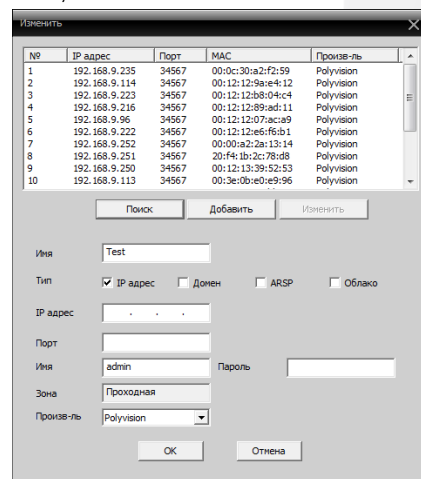 Изменить
№ IP адрес Порт MAC Произв-ль
1 192.168.9.235 34567 00:0c:30:a2:f2:59 Polyvision
2 192.168.9.114 34567 00:12:12:9a:e4:12 Polyvision
3 192.168.9.223 34567 00:12:12:b8:04:c4 Polyvision
4 192.168.9.216 34567 00:12:12:89:ad:11 Polyvision
5 192.168.9.96 34567 00:12:12:07:ac:a9 Polyvision
6 192.168.9.222 34567 00:12:12:e6:f6:b1 Polyvision
7 192.168.9.252 34567 00:00:a2:2a:13:14 Polyvision
8 192.168.9.251 34567 20:f4:1b:2c:78:d8 Polyvision
9 192.168.9.250 34567 00:12:13:39:52:53 Polyvision
10 192.168.9.113 34567 00:3e:0b:e0:e9:96 Polyvision
Поиск Добавить Изменить
Имя Test
Тип IP адрес Домен ARSP Облако
IP адрес . . .
Порт
Имя admin Пароль
Зона Проходная
Произв-ль Polyvision
OK Отмена